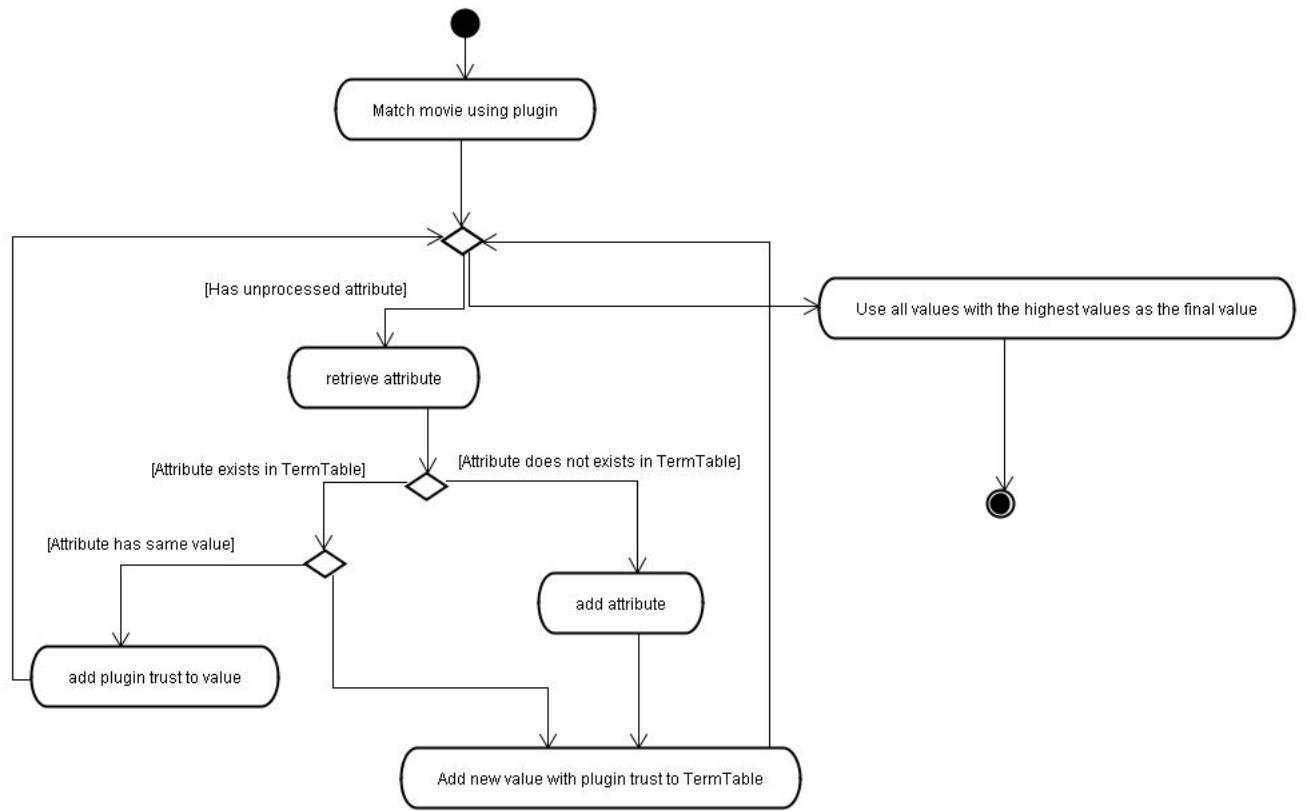 Match movie using plugin
[Has unprocessed attribute]
Use all values with the highest values as the final value
retrieve attribute
[Attribute exists in TermTable]
[Attribute does not exists in TermTable]
[Attribute has same value]
add attribute
add plugin trust to value
Add new value with plugin trust to TermTable